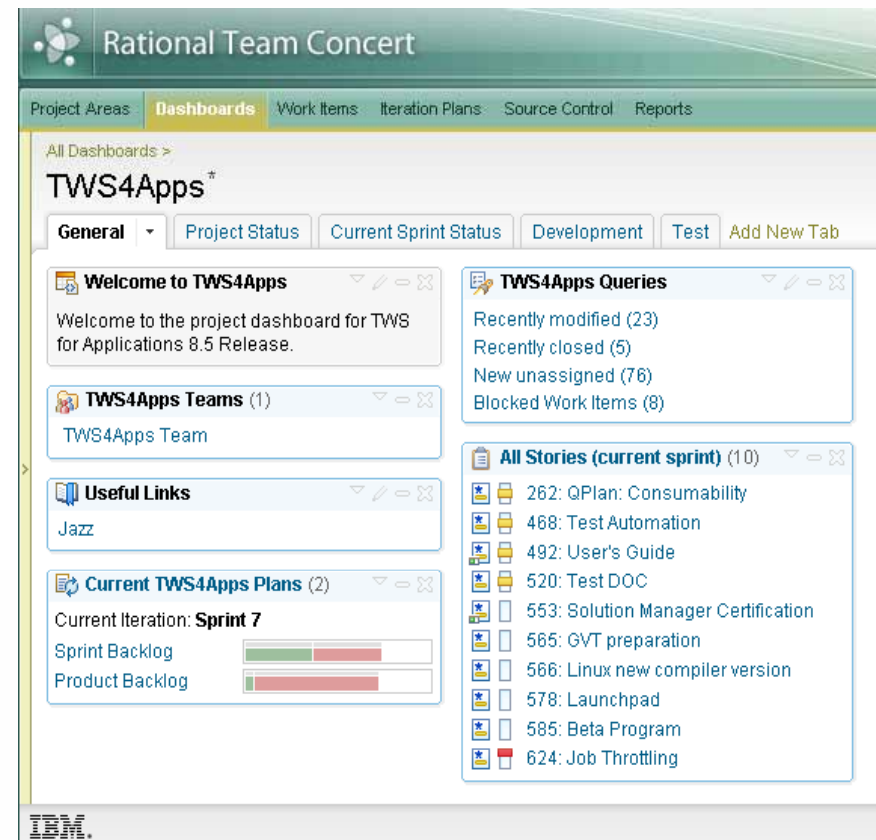 Rational Team Concert
Project Areas Dashboards Work Items Iteration Plans Source Control Reports
All Dashboards >
TWS4Apps*
General Project Status Current Sprint Status Development Test Add New Tab
Welcome to TWS4Apps
Welcome to the project dashboard for TWS
for Applications 8.5 Release.
TWS4Apps Teams (1)
TWS4Apps Team
Useful Links
Jazz
Current TWS4Apps Plans (2)
Current Iteration: Sprint 7
Sprint Backlog
Product Backlog
TWS4Apps Queries
Recently modified (23)
Recently closed (5)
New unassigned (76)
Blocked Work Items (8)
All Stories (current sprint) (10)
262: QPlan: Consumability
468: Test Automation
492: User's Guide
520: Test DOC
553: Solution Manager Certification
565: GVT preparation
566: Linux new compiler version
578: Launchpad
585: Beta Program
624: Job Throttling
IBM.